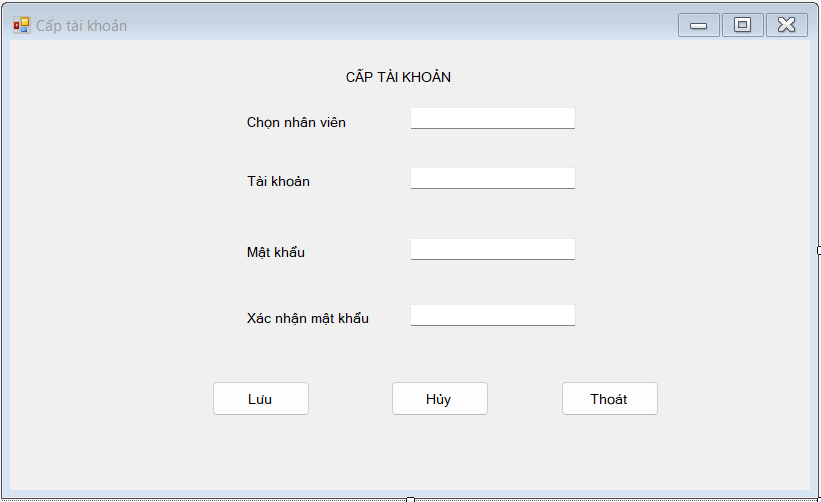 Cấp tài khoản
CẤP TÀI KHOẢN
Chọn nhân viên
Tài khoản
Mật khẩu
Xác nhận mật khẩu
Lưu Hủy Thoát